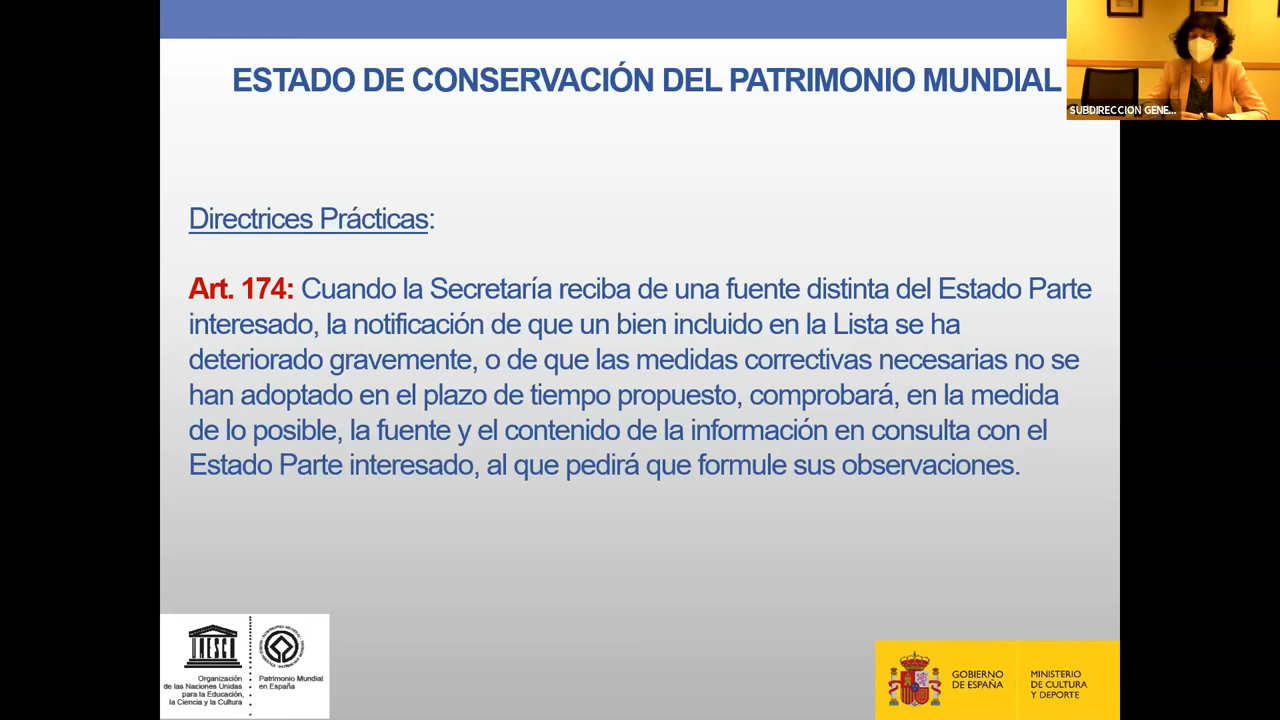 ESTADO DE CONSERVACIÓN DEL PATRIMONIO MUNDIAL
SUBDIRECCION GENE...
Directrices Prácticas:
Art. 174: Cuando la Secretaría reciba de una fuente distinta del Estado Parte
interesado, la notificación de que un bien incluido en la Lista se ha
deteriorado gravemente, o de que las medidas correctivas necesarias no se
han adoptado en el plazo de tiempo propuesto, comprobará, en la medida
de lo posible, la fuente y el contenido de la información en consulta con el
Estado Parte interesado, al que pedirá que formule sus observaciones.
UNESCO
Organización
de las Naciones Unidas
para la Educación,
la Ciencia y la Cultura
Patrimonio Mundial
en España
GOBIERNO
DE ESPAÑA
MINISTERIO
DE CULTURA
Y DEPORTE